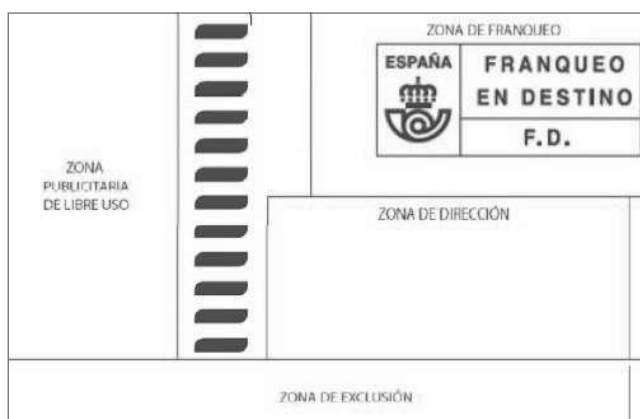 ZONA DE FRANQUEO
ESPAÑA
FRANQUEO
EN DESTINO
F.D.
ZONA
PUBLICITARIA
DE LIBRE USO
ZONA DE DIRECCIÓN
ZONA DE EXCLUSIÓN